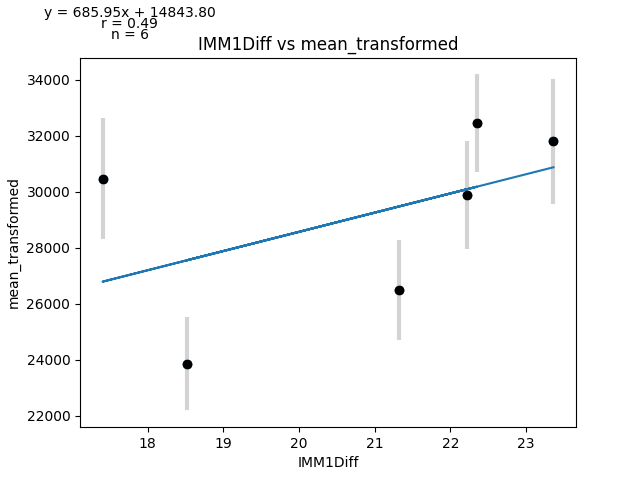 y = 685.95x + 14843.80
r = 0.49
n = 6
IMM1Diff vs mean_transformed
34000
32000
30000
28000
26000
24000
22000
mean_transformed
18 19 20 21 22 23
IMM1Diff